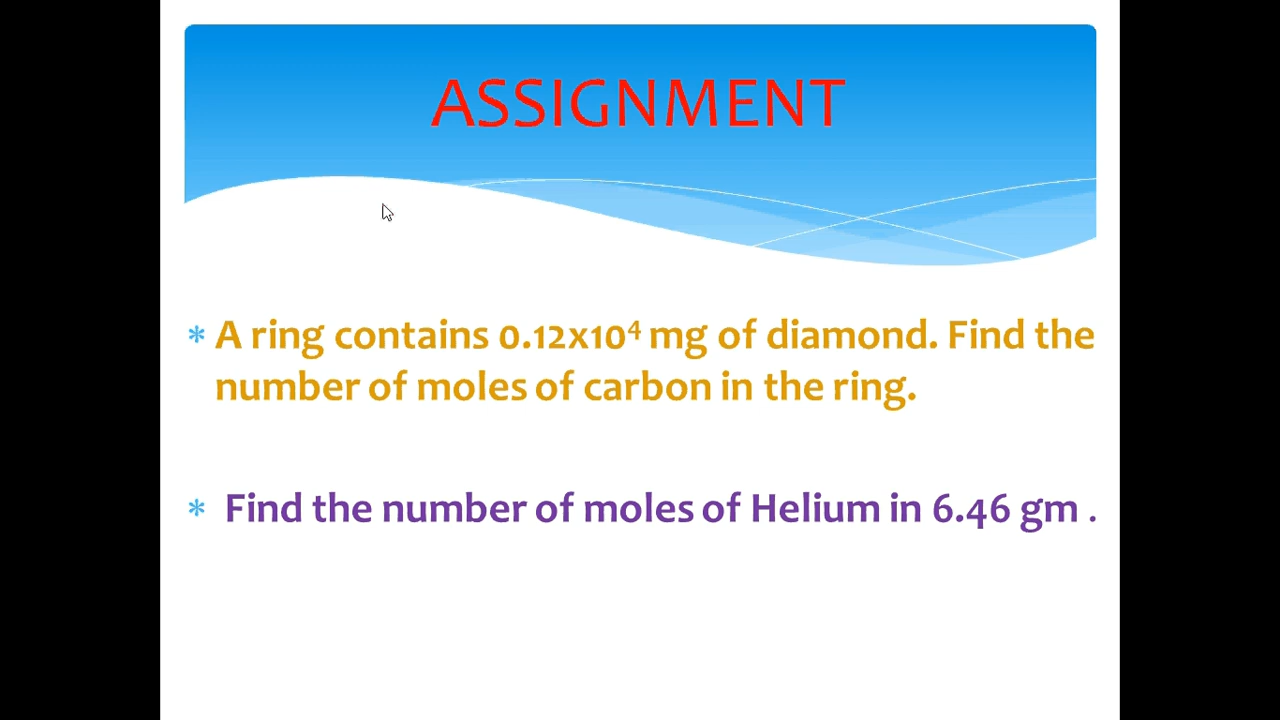 ASSIGNMENT
* A ring contains 0.12x10⁴ mg of diamond. Find the
number of moles of carbon in the ring.
* Find the number of moles of Helium in 6.46 gm .